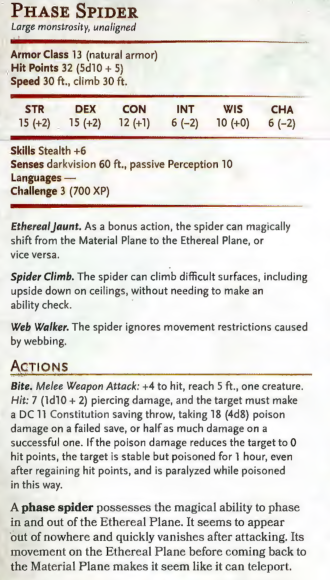 PHASE SPIDER
Large monstrosity, unaligned
Armor Class 13 (natural armor)
Hit Points 32 (5d10 + 5)
Speed 30 ft., climb 30 ft.
STR DEX CON INT WIS CHA
15 (+2) 15 (+2) 12 (+1) 6 (−2) 10 (+0) 6 (−2)
Skills Stealth +6
Senses darkvision 60 ft., passive Perception 10
Languages —
Challenge 3 (700 XP)
Ethereal Jaunt. As a bonus action, the spider can magically
shift from the Material Plane to the Ethereal Plane, or
vice versa.
Spider Climb. The spider can climb difficult surfaces, including
upside down on ceilings, without needing to make an
ability check.
Web Walker. The spider ignores movement restrictions caused
by webbing.
ACTIONS
Bite. Melee Weapon Attack: +4 to hit, reach 5 ft., one creature.
Hit: 7 (1d10 + 2) piercing damage, and the target must make
a DC 11 Constitution saving throw, taking 18 (4d8) poison
damage on a failed save, or half as much damage on a
successful one. If the poison damage reduces the target to 0
hit points, the target is stable but poisoned for 1 hour, even
after regaining hit points, and is paralyzed while poisoned
in this way.
A phase spider possesses the magical ability to phase
in and out of the Ethereal Plane. It seems to appear
out of nowhere and quickly vanishes after attacking. Its
movement on the Ethereal Plane before coming back to
the Material Plane makes it seem like it can teleport.